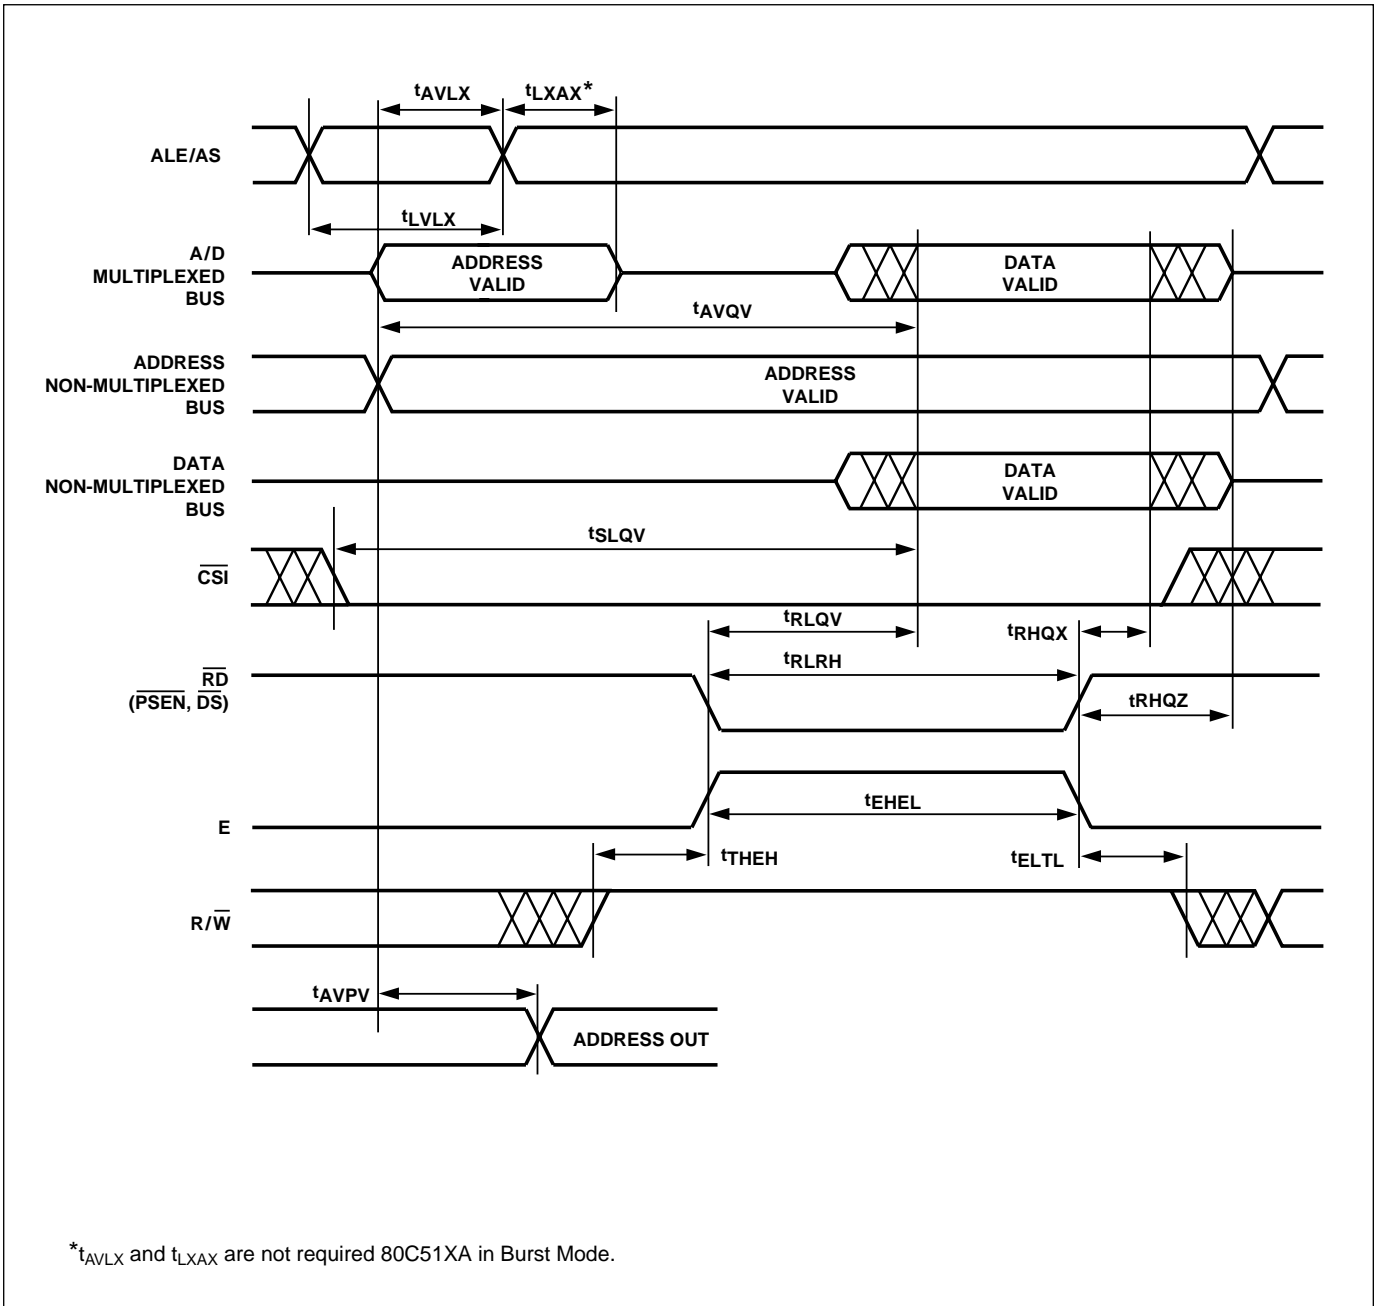 tAVLX
tLXAX*
ALE/AS
tLVLX
A/D
MULTIPLEXED
BUS
ADDRESS
VALID
DATA
VALID
tAVQV
ADDRESS
NON-MULTIPLEXED
BUS
ADDRESS
VALID
DATA
NON-MULTIPLEXED
BUS
DATA
VALID
tSLQV
CSI
tRLQV
tRHQX
tRLRH
RD
(PSEN, DS)
tRHQZ
tEHEL
E
tTHEH
tELTL
R/W
tAVPV
ADDRESS OUT
*tAVLX and tLXAX are not required 80C51XA in Burst Mode.